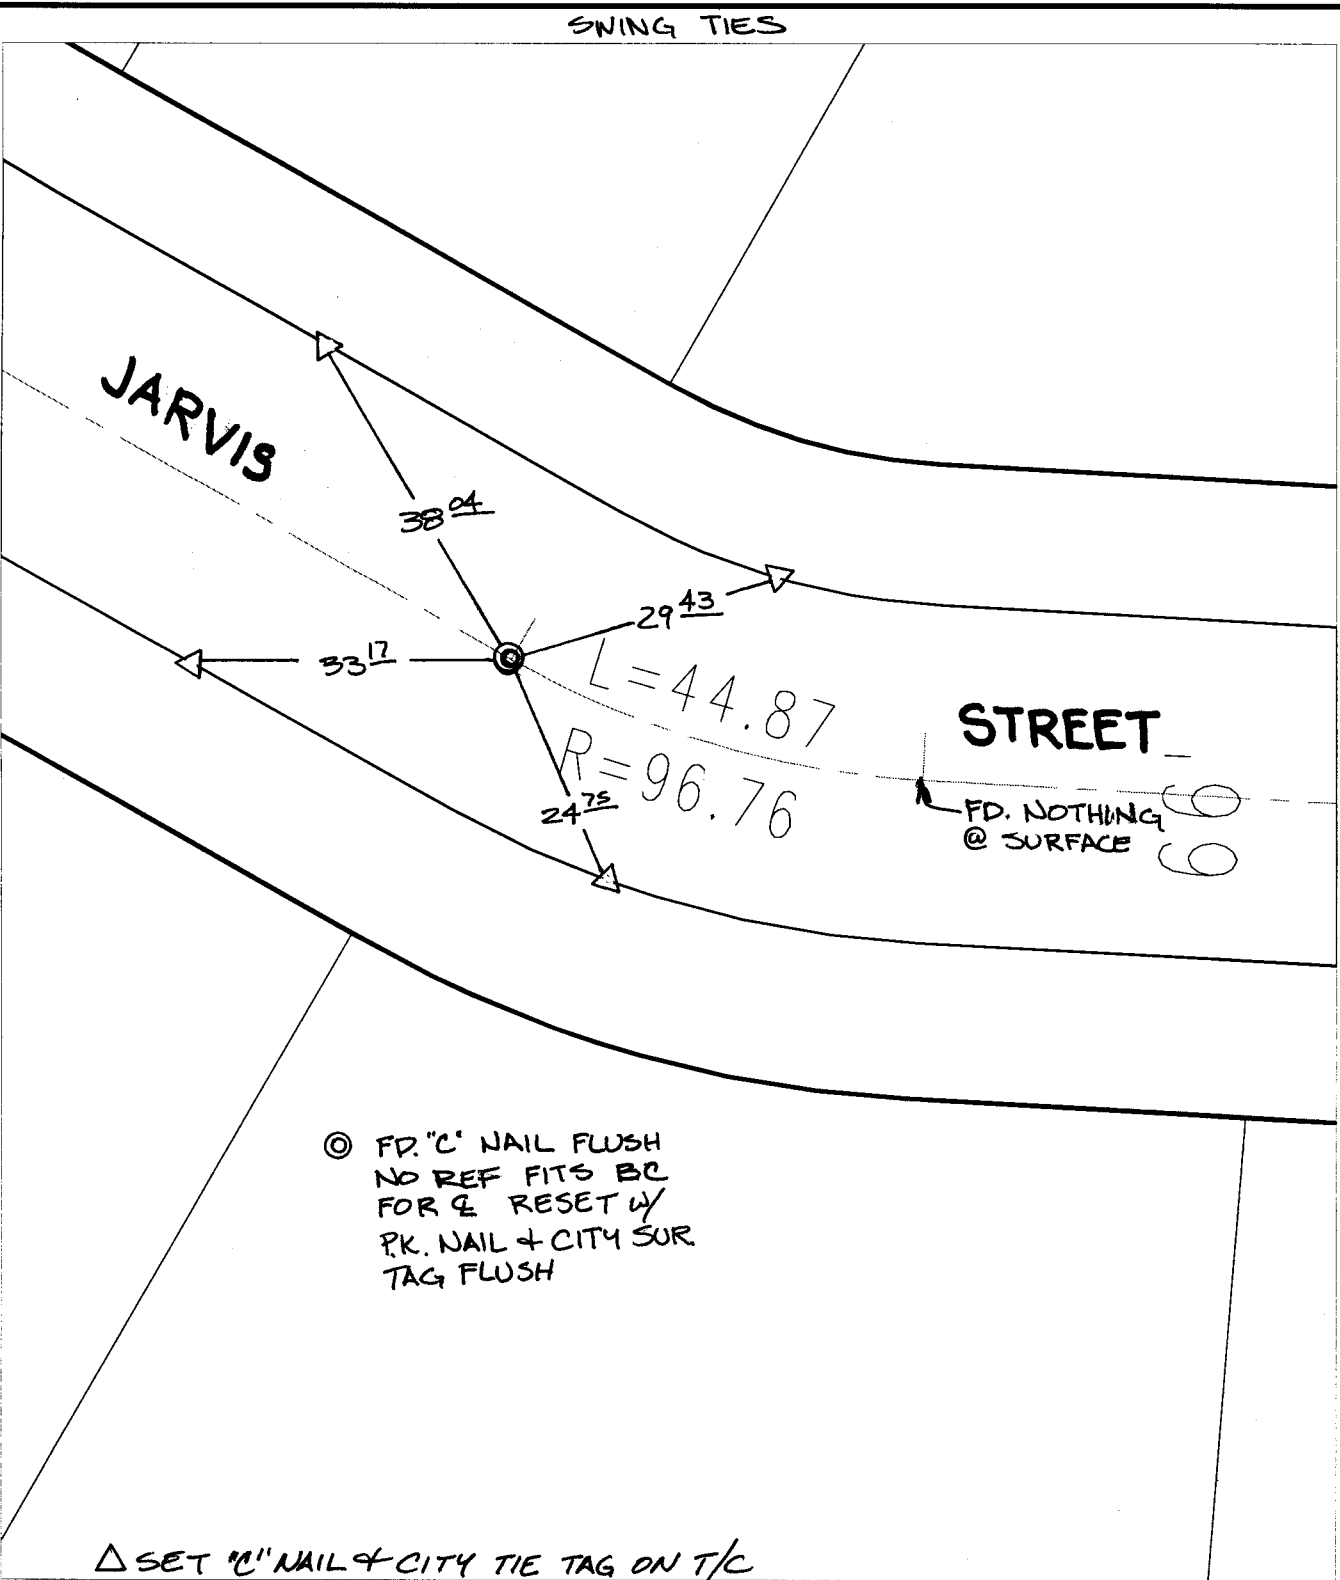 SWING TIES
JARVIS
38 04
29 43
33 17
L=44.87
R=96.76
24 75
STREET
FD. NOTHING
@ SURFACE
◎ FD. "C" NAIL FLUSH
NO REF FITS BC
FOR ℄ RESET W/
P.K. NAIL & CITY SUR.
TAG FLUSH
△ SET "C" NAIL & CITY TIE TAG ON T/C